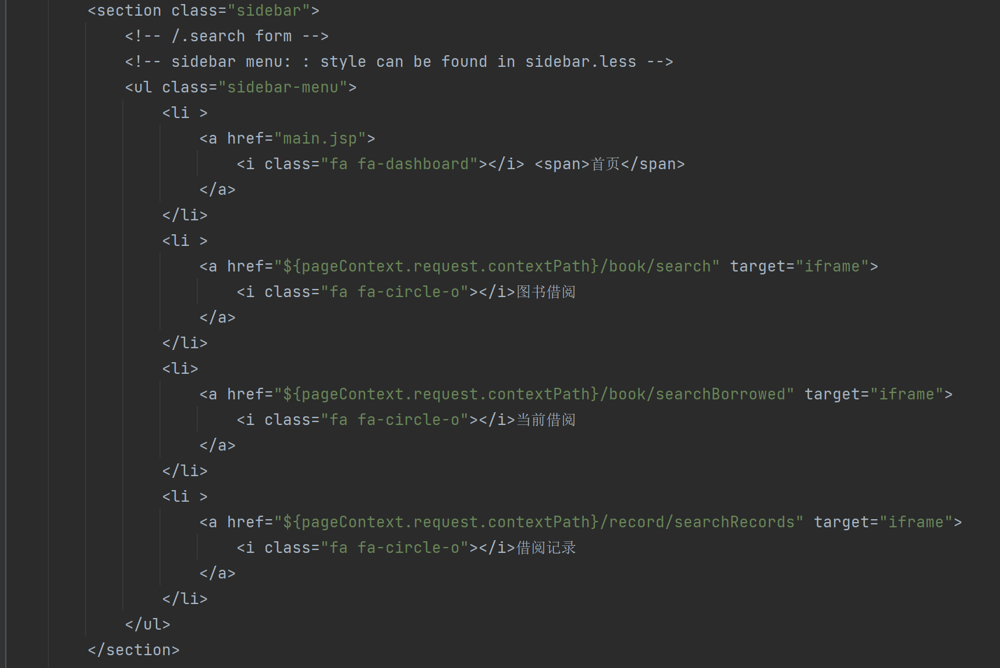 <section class="sidebar">
<!-- /.search form -->
<!-- sidebar menu: : style can be found in sidebar.less -->
<ul class="sidebar-menu">
<li >
<a href="main.jsp">
<i class="fa fa-dashboard"></i> <span>首页</span>
</a>
</li>
<li >
<a href="${pageContext.request.contextPath}/book/search" target="iframe">
<i class="fa fa-circle-o"></i>图书借阅
</a>
</li>
<li>
<a href="${pageContext.request.contextPath}/book/searchBorrowed" target="iframe">
<i class="fa fa-circle-o"></i>当前借阅
</a>
</li>
<li >
<a href="${pageContext.request.contextPath}/record/searchRecords" target="iframe">
<i class="fa fa-circle-o"></i>借阅记录
</a>
</li>
</ul>
</section>